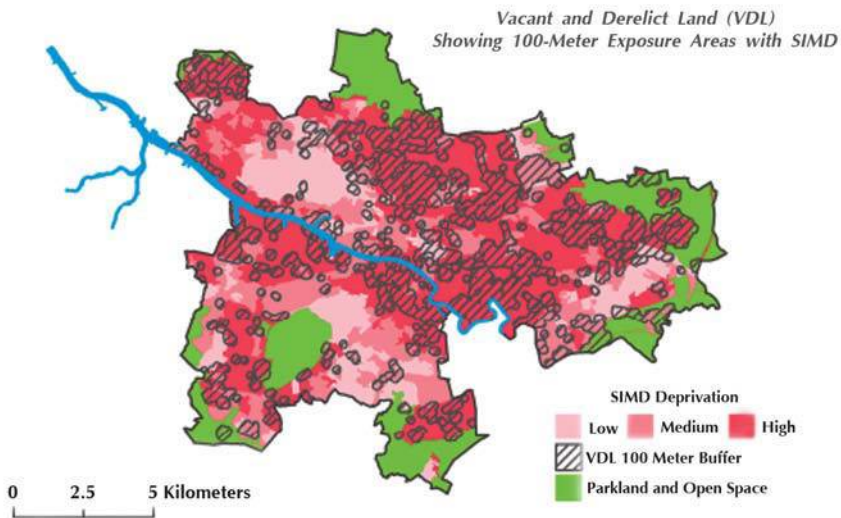 Vacant and Derelict Land (VDL)
Showing 100-Meter Exposure Areas with SIMD
SIMD Deprivation
Low Medium High
VDL 100 Meter Buffer
Parkland and Open Space
0 2.5 5 Kilometers